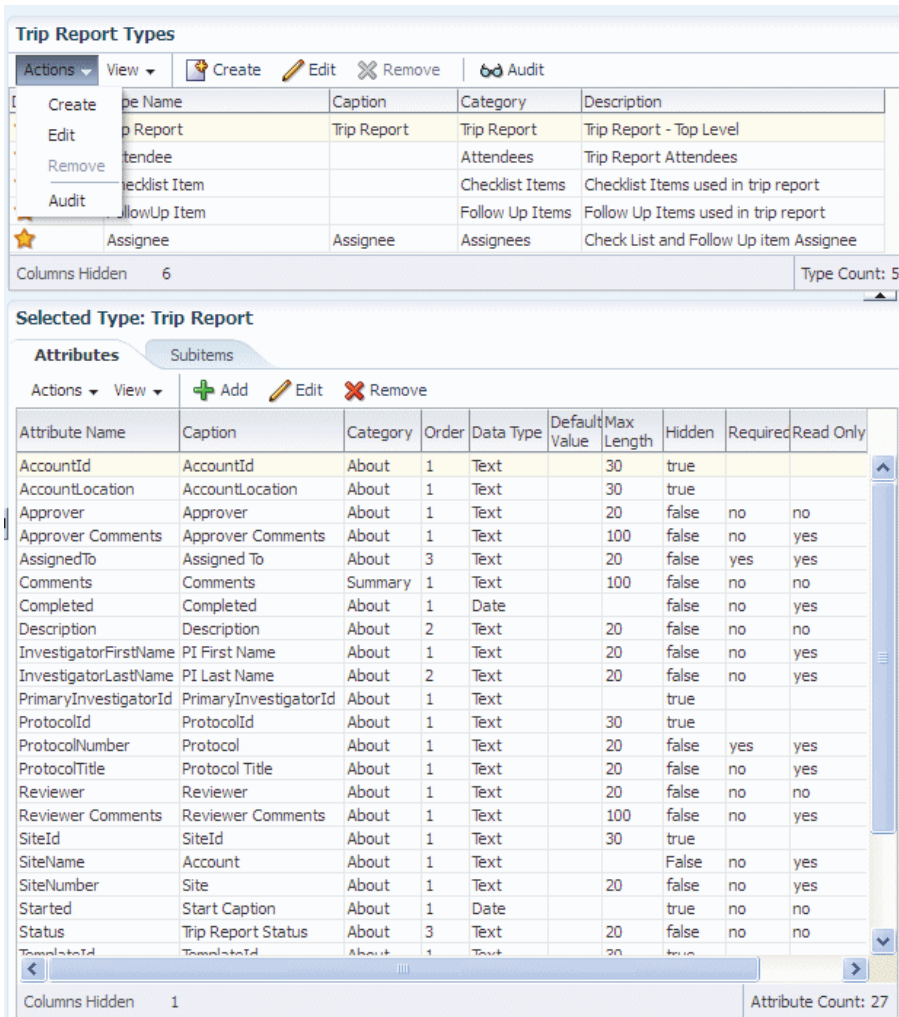 Trip Report Types
Actions View Create Edit Remove Audit
Type Name Caption Category Description
Create
Edit
Remove
Audit
Trip Report Trip Report Trip Report Trip Report - Top Level
Attendee Attendees Trip Report Attendees
Checklist Item Checklist Items Checklist Items used in trip report
FollowUp Item Follow Up Items Follow Up Items used in trip report
Assignee Assignee Assignees Check List and Follow Up item Assignee
Columns Hidden 6 Type Count: 5
Selected Type: Trip Report
Attributes Subitems
Actions View Add Edit Remove
Attribute Name Caption Category Order Data Type Default Value Max Length Hidden Required Read Only
AccountId AccountId About 1 Text 30 true
AccountLocation AccountLocation About 1 Text 30 true
Approver Approver About 1 Text 20 false no no
Approver Comments Approver Comments About 1 Text 100 false no yes
AssignedTo Assigned To About 3 Text 20 false yes yes
Comments Comments Summary 1 Text 100 false no no
Completed Completed About 1 Date false no yes
Description Description About 2 Text 20 false no no
InvestigatorFirstName PI First Name About 1 Text 20 false no yes
InvestigatorLastName PI Last Name About 2 Text 20 false no yes
PrimaryInvestigatorId PrimaryInvestigatorId About 1 Text true
ProtocolId ProtocolId About 1 Text 30 true
ProtocolNumber Protocol About 1 Text 20 false yes yes
ProtocolTitle Protocol Title About 1 Text 20 false no yes
Reviewer Reviewer About 1 Text 20 false no no
Reviewer Comments Reviewer Comments About 1 Text 100 false no yes
SiteId SiteId About 1 Text 30 true
SiteName Account About 1 Text False no yes
SiteNumber Site About 1 Text 20 false no yes
Started Start Caption About 1 Date true no no
Status Trip Report Status About 3 Text 20 false no no
TemplateId TemplateId About 1 Text 30 true
Columns Hidden 1 Attribute Count: 27